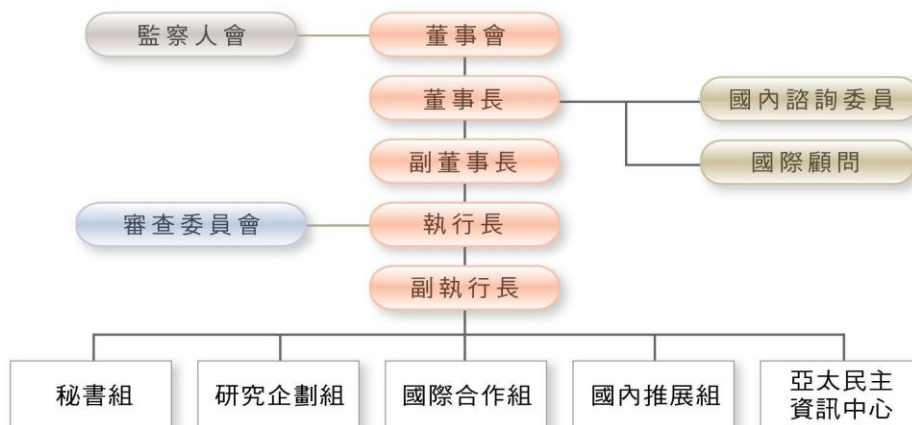 監察人會
董事會
董事長
國內諮詢委員
副董事長
國際顧問
審查委員會
執行長
副執行長
秘書組
研究企劃組
國際合作組
國內推展組
亞太民主
資訊中心